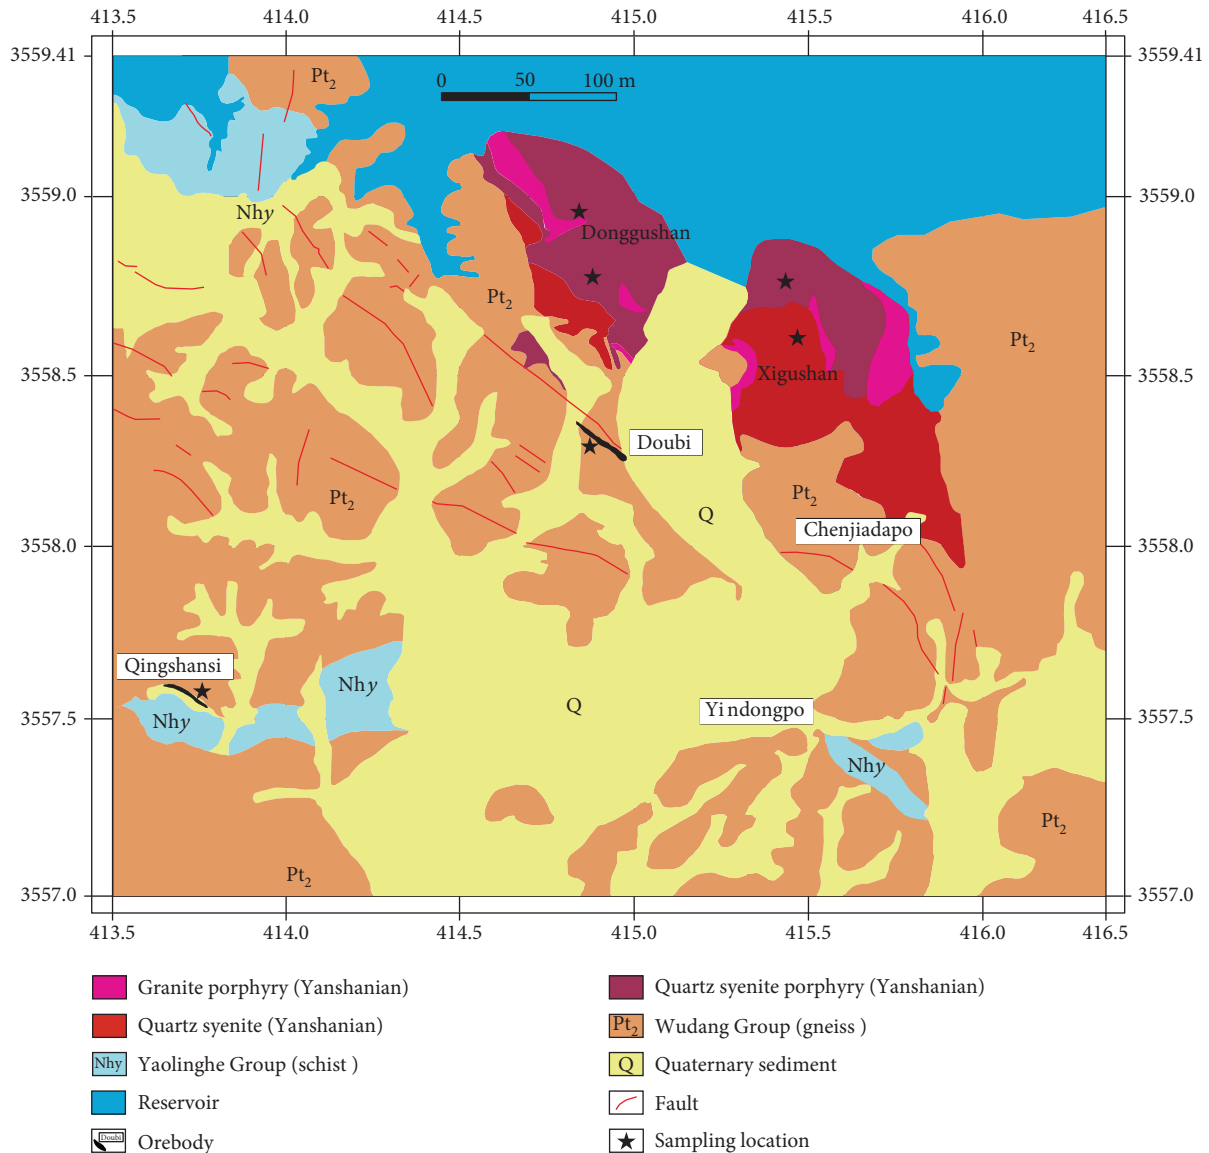 413.5 414.0 414.5 415.0 415.5 416.0 416.5
3559.41 3559.41
Pt2
0 50 100 m
3559.0 3559.0
Nhy
Donggushan
Pt2
Pt2
3558.5 Xigushan 3558.5
Doubi
Pt2
Pt2
Q
Chenjiadapo
3558.0 3558.0
Qingshansi
Nhy
Q
Yindongpo
3557.5 Nhy 3557.5
Nhy
Pt2
Pt2
3557.0 3557.0
413.5 414.0 414.5 415.0 415.5 416.0 416.5
Granite porphyry (Yanshanian)
Quartz syenite porphyry (Yanshanian)
Quartz syenite (Yanshanian)
Pt2 Wudang Group (gneiss )
Nhy Yaolinghe Group (schist )
Q Quaternary sediment
Reservoir
Fault
Doubi Orebody
Sampling location